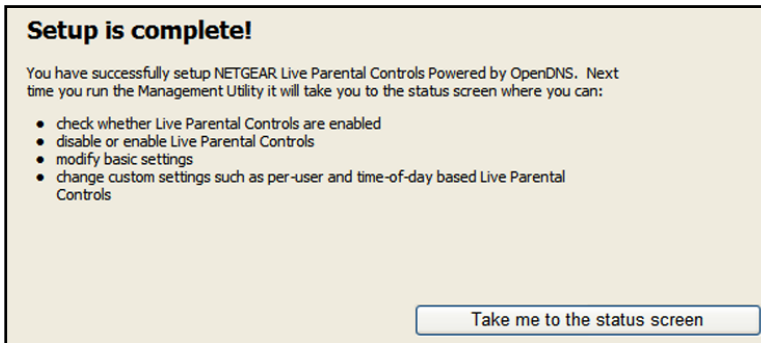 Setup is complete!
You have successfully setup NETGEAR Live Parental Controls Powered by OpenDNS. Next
time you run the Management Utility it will take you to the status screen where you can:
• check whether Live Parental Controls are enabled
• disable or enable Live Parental Controls
• modify basic settings
• change custom settings such as per-user and time-of-day based Live Parental
Controls
Take me to the status screen